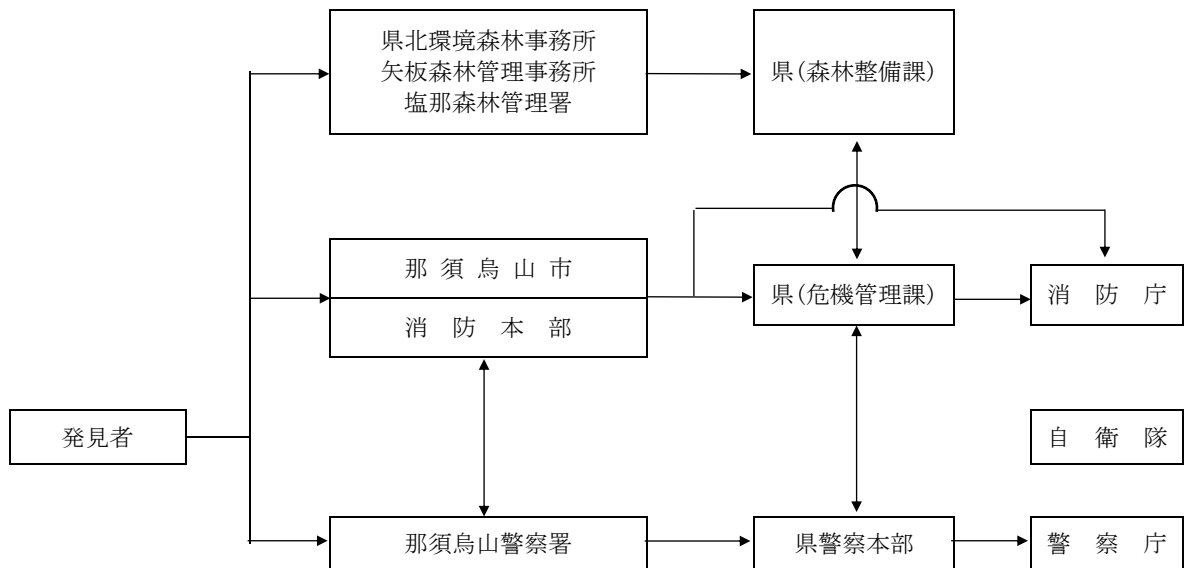 県北環境森林事務所
矢板森林管理事務所
塩那森林管理署
県(森林整備課)
那須烏山市
消防本部
県(危機管理課)
消防庁
発見者
自衛隊
那須烏山警察署
県警察本部
警察庁